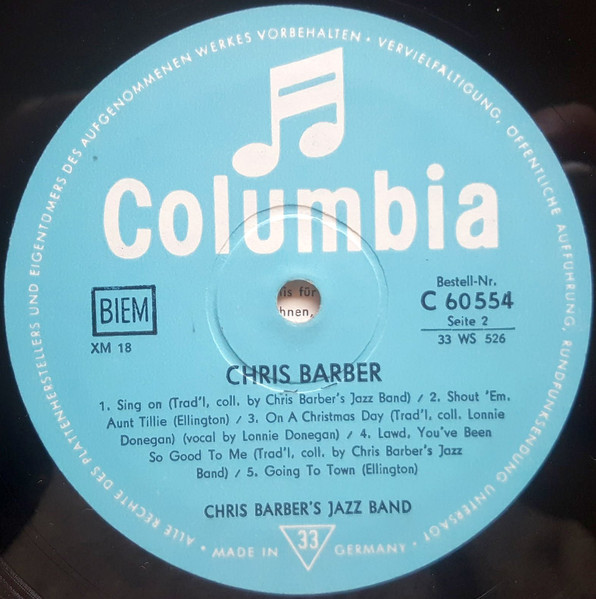 ALLE RECHTE DES PLATTENHERSTELLERS UND EIGENTÜMERS DES AUFGENOMMENEN WERKES VORBEHALTEN • VERVIELFÄLTIGUNG, ÖFFENTLICHE AUFFÜHRUNG, RUNDFUNKSENDUNG UNTERSAGT •
Columbia
BIEM
XM 18
is für
hnen,
Bestell-Nr.
C 60554
Seite 2
33 WS 526
CHRIS BARBER
1. Sing on (Trad'l, coll. by Chris Barber's Jazz Band) / 2. Shout 'Em.
Aunt Tillie (Ellington) / 3. On A Christmas Day (Trad'l, coll. Lonnie
Donegan) (vocal by Lonnie Donegan) / 4. Lawd, You've Been
So Good To Me (Trad'l, coll. by Chris Barber's Jazz
Band) / 5. Going To Town (Ellington)
CHRIS BARBER'S JAZZ BAND
MADE IN 33 GERMANY •